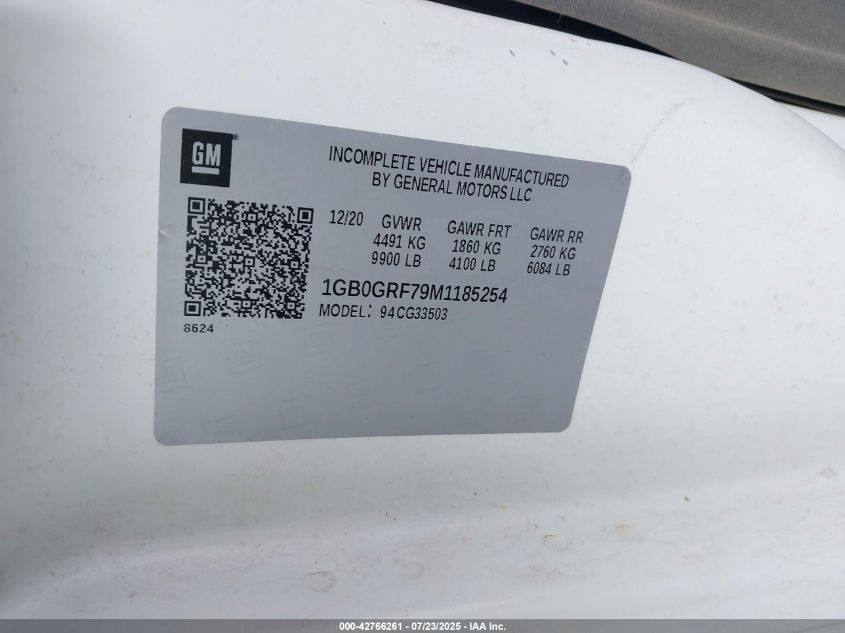 GM
INCOMPLETE VEHICLE MANUFACTURED
BY GENERAL MOTORS LLC
12/20 GVWR GAWR FRT GAWR RR
4491 KG 1860 KG 2760 KG
9900 LB 4100 LB 6084 LB
1GB0GRF79M1185254
MODEL: 94CG33503
8624
000-42766261 - 07/23/2025 - IAA Inc.